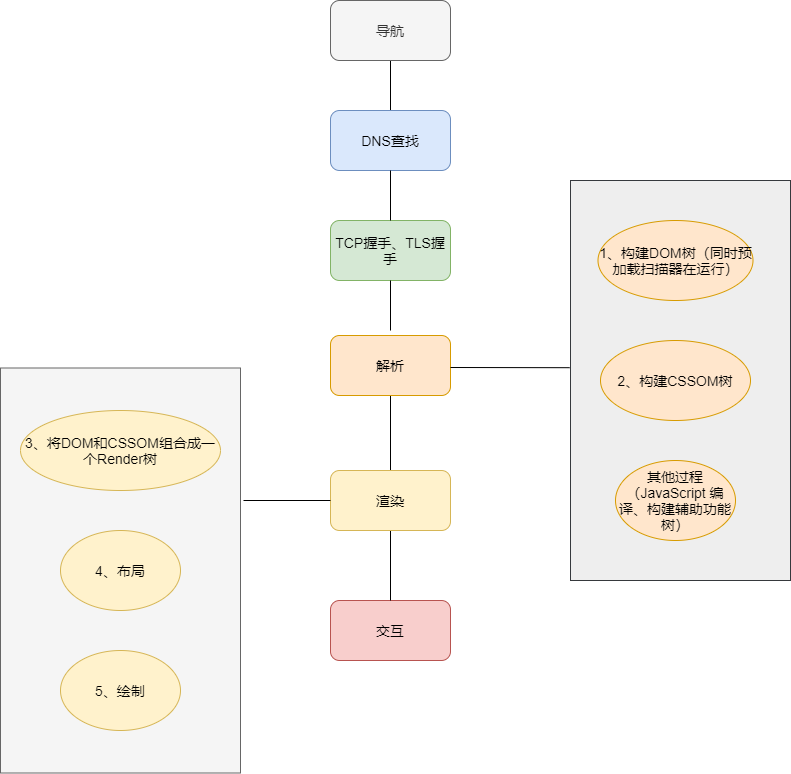 导航
DNS查找
TCP握手、TLS握
手
解析
渲染
交互
1、构建DOM树（同时预
加载扫描器在运行）
2、构建CSSOM树
其他过程
（JavaScript 编
译、构建辅助功能
树）
3、将DOM和CSSOM组合成一
个Render树
4、布局
5、绘制